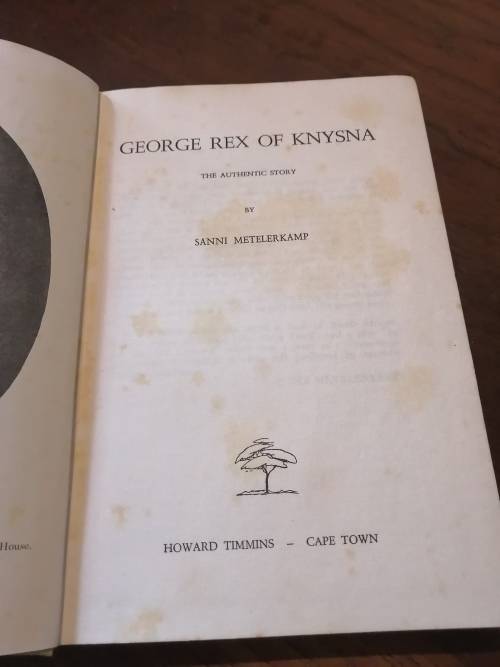 GEORGE REX OF KNYSNA
THE AUTHENTIC STORY
BY
SANNI METELERKAMP
HOWARD TIMMINS – CAPE TOWN
House.